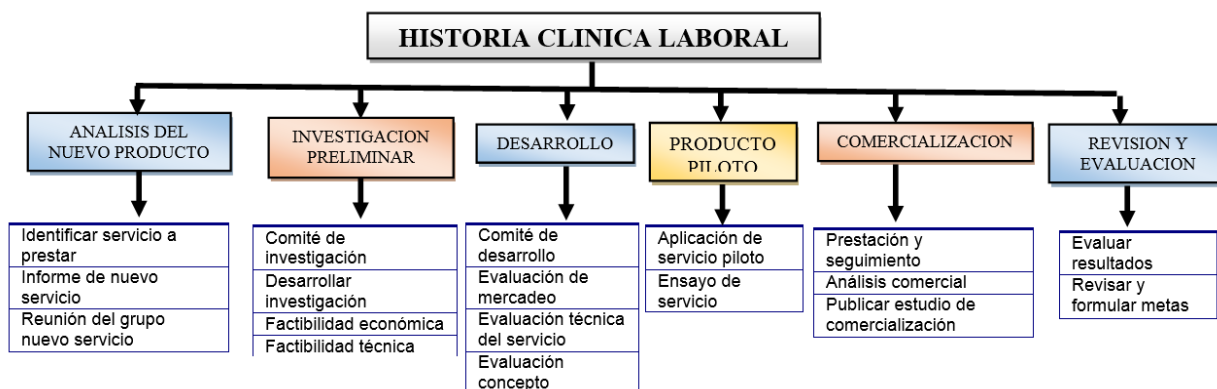 HISTORIA CLINICA LABORAL
ANALISIS DEL
NUEVO PRODUCTO
INVESTIGACION
PRELIMINAR
DESARROLLO
PRODUCTO
PILOTO
COMERCIALIZACION
REVISION Y
EVALUACION
Identificar servicio a
prestar
Informe de nuevo
servicio
Reunión del grupo
nuevo servicio
Comité de
investigación
Desarrollar
investigación
Factibilidad económica
Factibilidad técnica
Comité de
desarrollo
Evaluación de
mercadeo
Evaluación técnica
del servicio
Evaluación
concepto
Aplicación de
servicio piloto
Ensayo de
servicio
Prestación y
seguimiento
Análisis comercial
Publicar estudio de
comercialización
Evaluar
resultados
Revisar y
formular metas